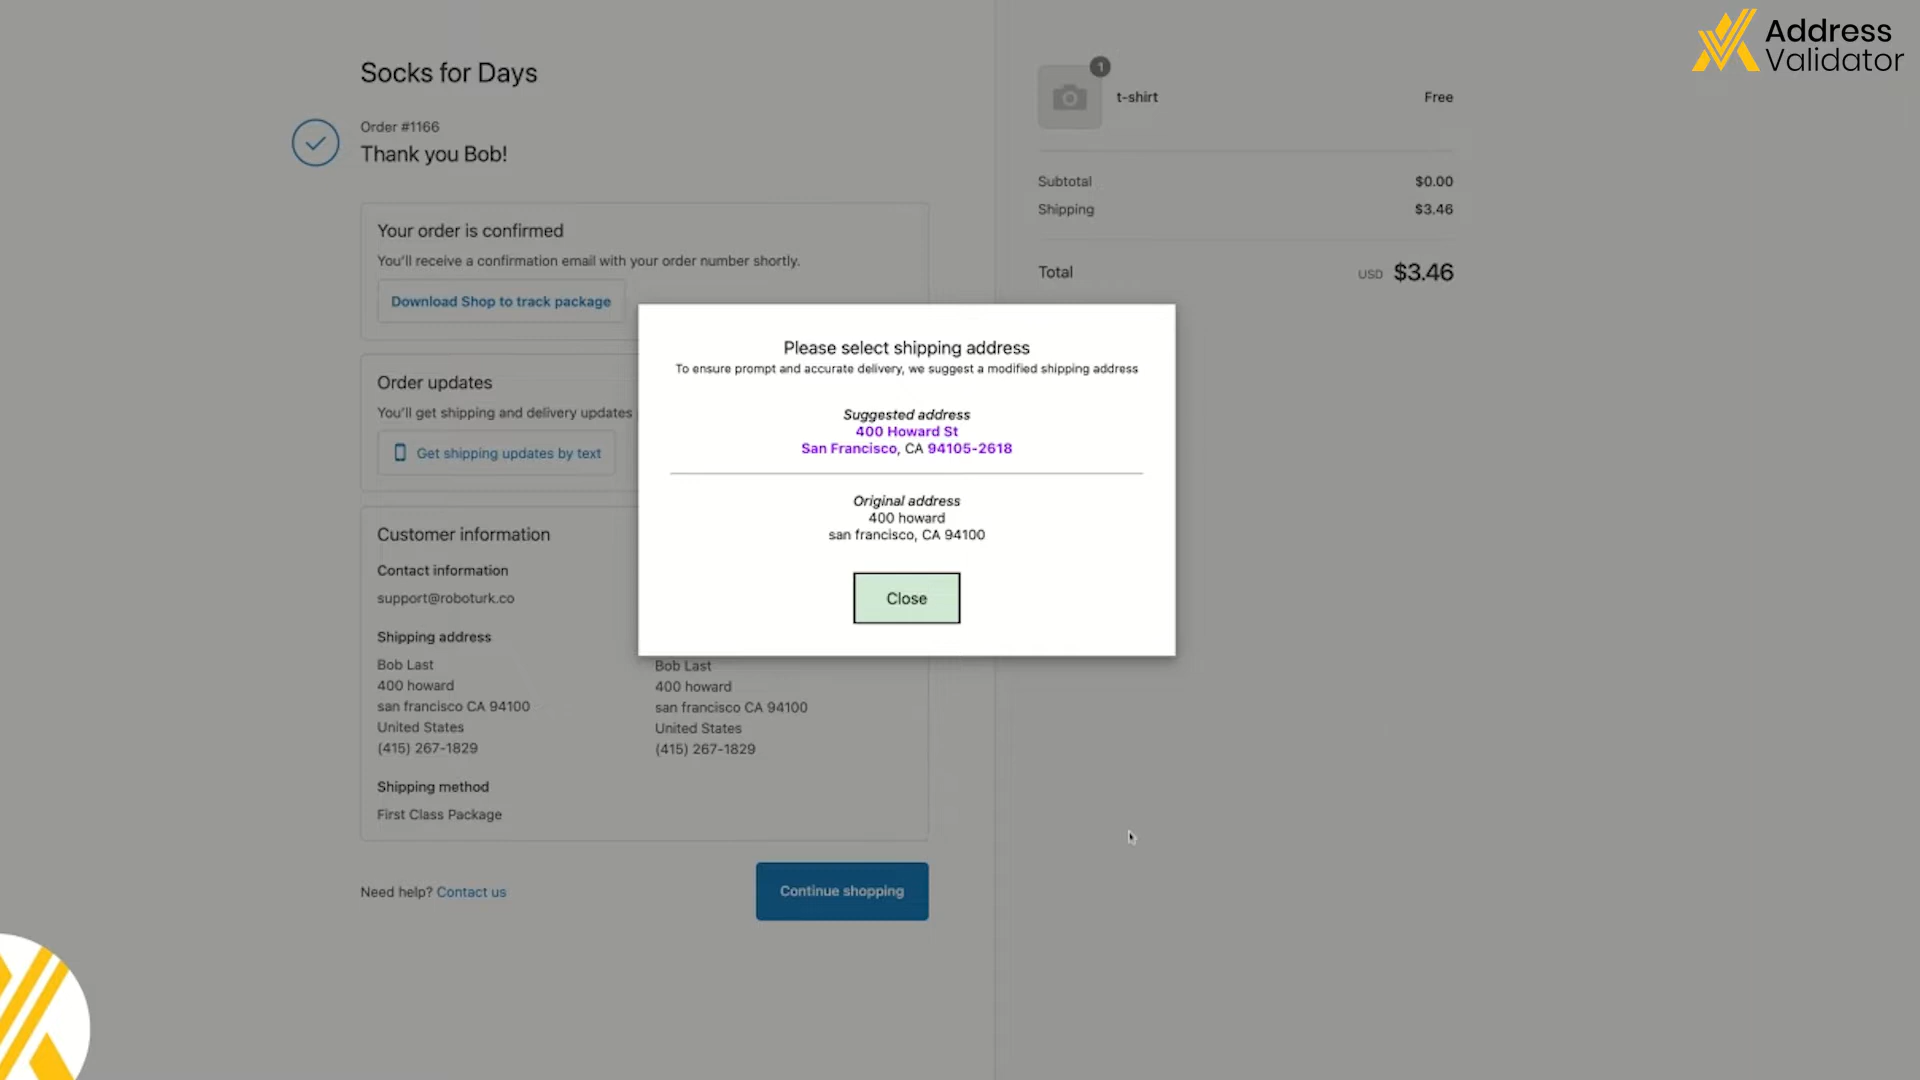 Address
Validator
Socks for Days
Order #1166
Thank you Bob!
Your order is confirmed
You'll receive a confirmation email with your order number shortly.
Download Shop to track package
Order updates
You'll get shipping and delivery updates
Get shipping updates by text
Customer information
Contact information
support@roboturk.co
Shipping address
Bob Last
400 howard
san francisco CA 94100
United States
(415) 267-1829
Bob Last
400 howard
san francisco CA 94100
United States
(415) 267-1829
Shipping method
First Class Package
Need help? Contact us
Continue shopping
1
t-shirt Free
Subtotal $0.00
Shipping $3.46
Total USD $3.46
Please select shipping address
To ensure prompt and accurate delivery, we suggest a modified shipping address
Suggested address
400 Howard St
San Francisco, CA 94105-2618
Original address
400 howard
san francisco, CA 94100
Close